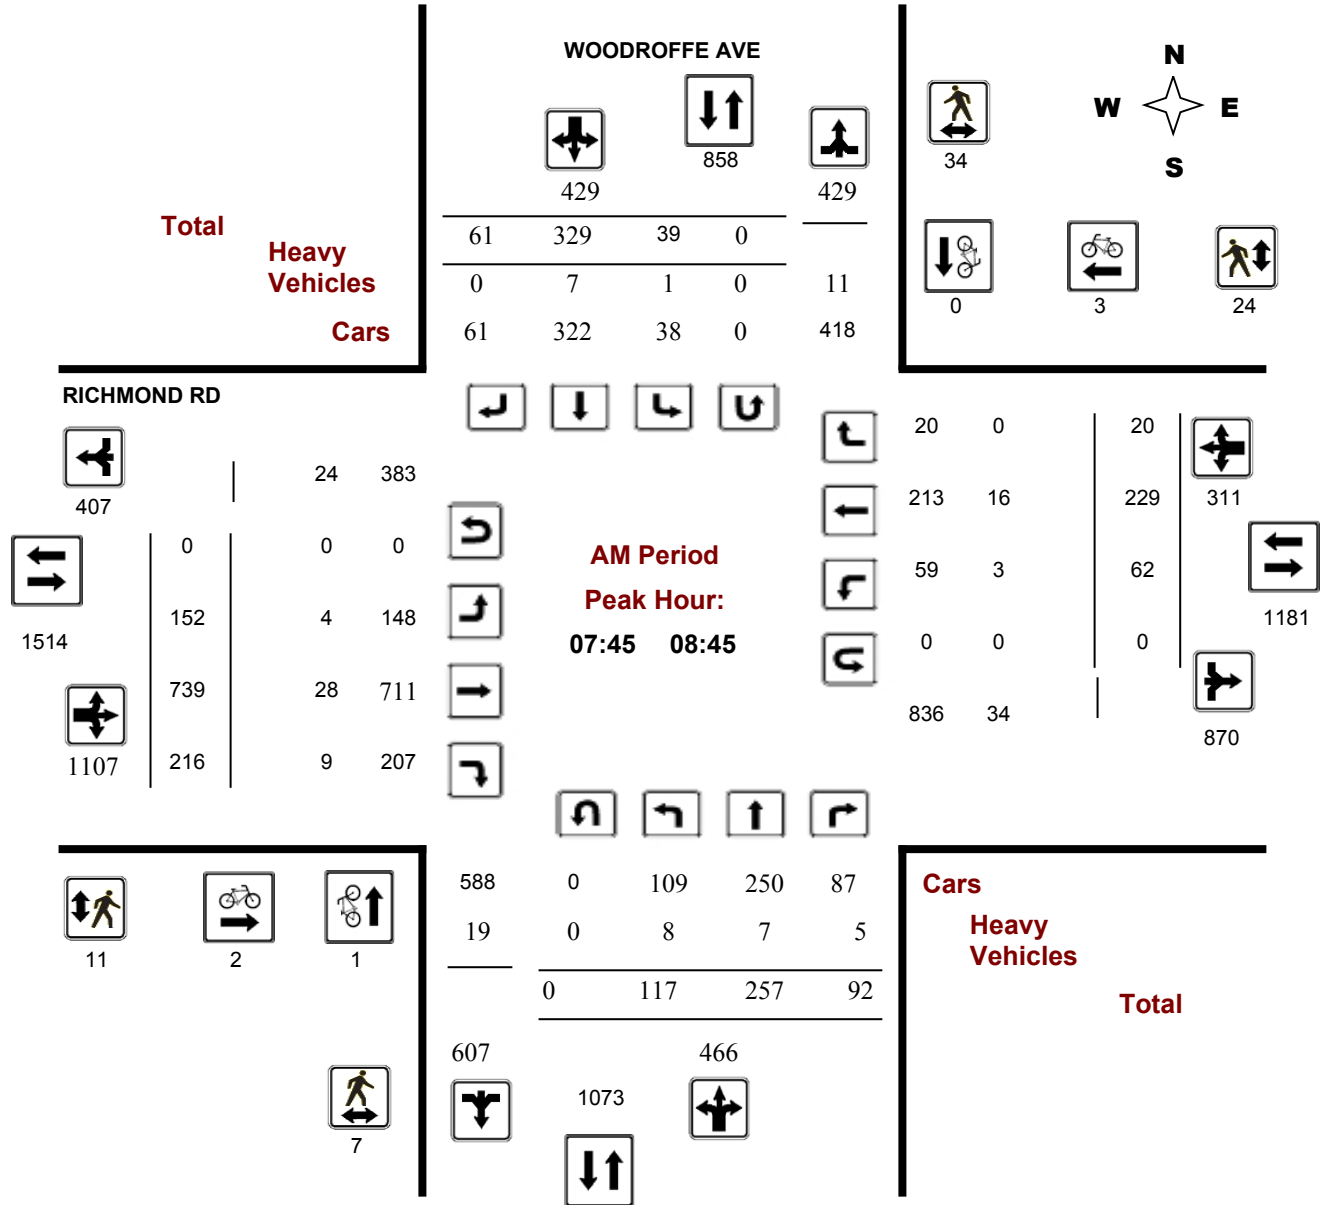 WOODROFFE AVE
N
W E
S
858
34
429 429
Total
61 329 39 0
Heavy
Vehicles
0 7 1 0 11
0 3 24
Cars
61 322 38 0 418
RICHMOND RD
20 0 20
24 383
407
213 16 229 311
0 0 0
AM Period
59 3 62
Peak Hour:
152 4 148
1181
1514
07:45 08:45
0 0 0
739 28 711
836 34
870
1107 216 9 207
588 0 109 250 87
Cars
19 0 8 7 5
Heavy
Vehicles
11 2 1
0 117 257 92
Total
607 466
1073
7